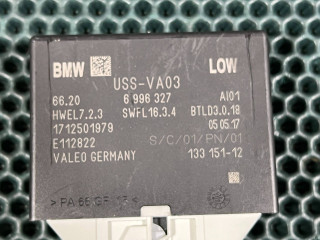 BMW LOW
USS-VA03
66.20 6 996 327 AI01
HWEL7.2.3 SWFL16.3.4 BTLD3.0.18
1712501979 05.05.17
E112822 S/C/01/PN/01
VALEO GERMANY 133 151-12